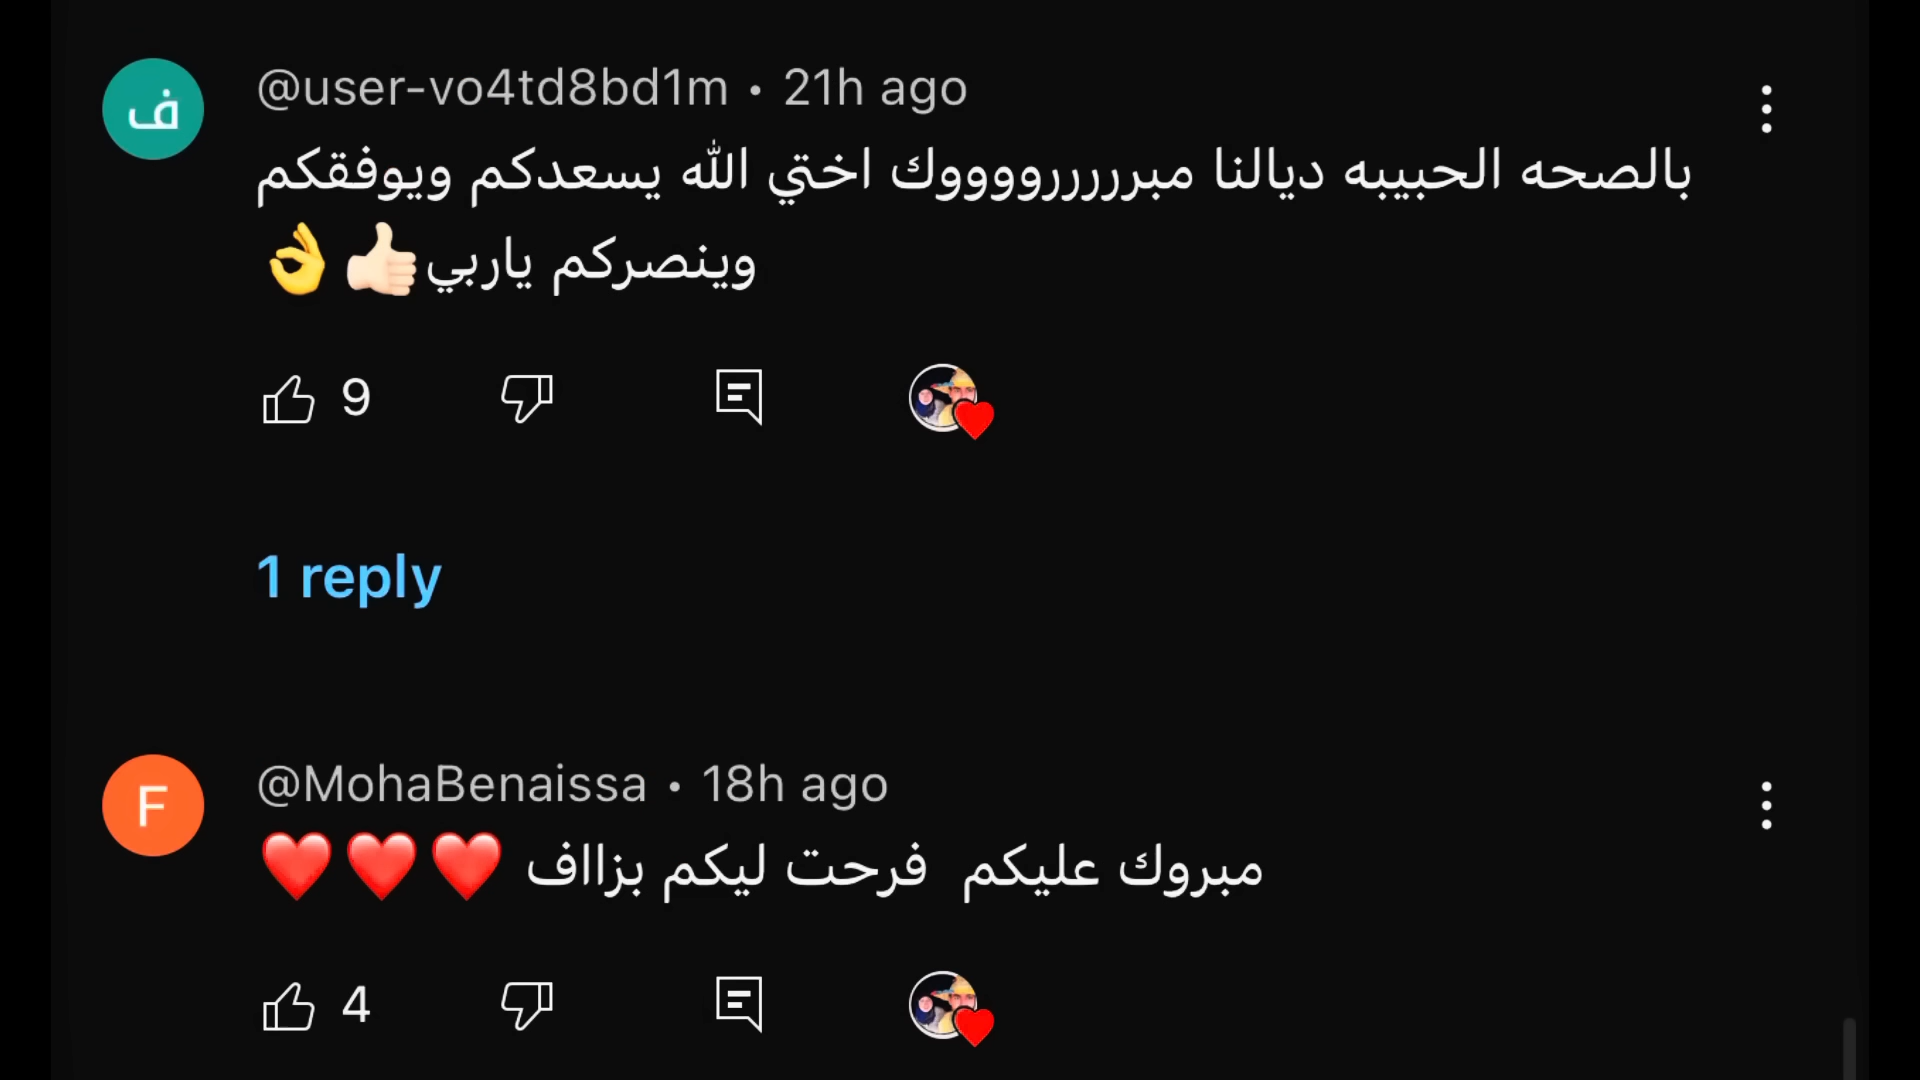 ف
@user-vo4td8bd1m • 21h ago
بالصحه الحبيبه ديالنا مبرررررووووك اختي الله يسعدكم ويوفقكم
وينصركم ياربي👍🏻👌
9
1 reply
F
@MohaBenaissa • 18h ago
مبروك عليكم  فرحت ليكم بزااف ❤️❤️❤️
4